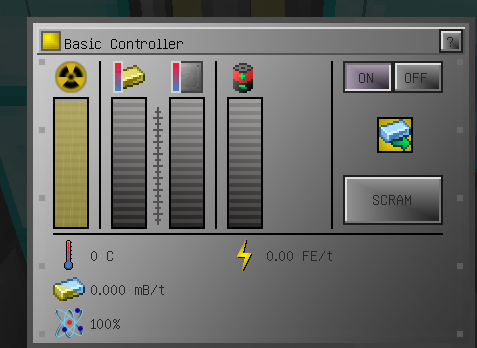 Basic Controller
?
ON OFF
SCRAM
0 C
0.00 FE/t
0.000 mB/t
100%